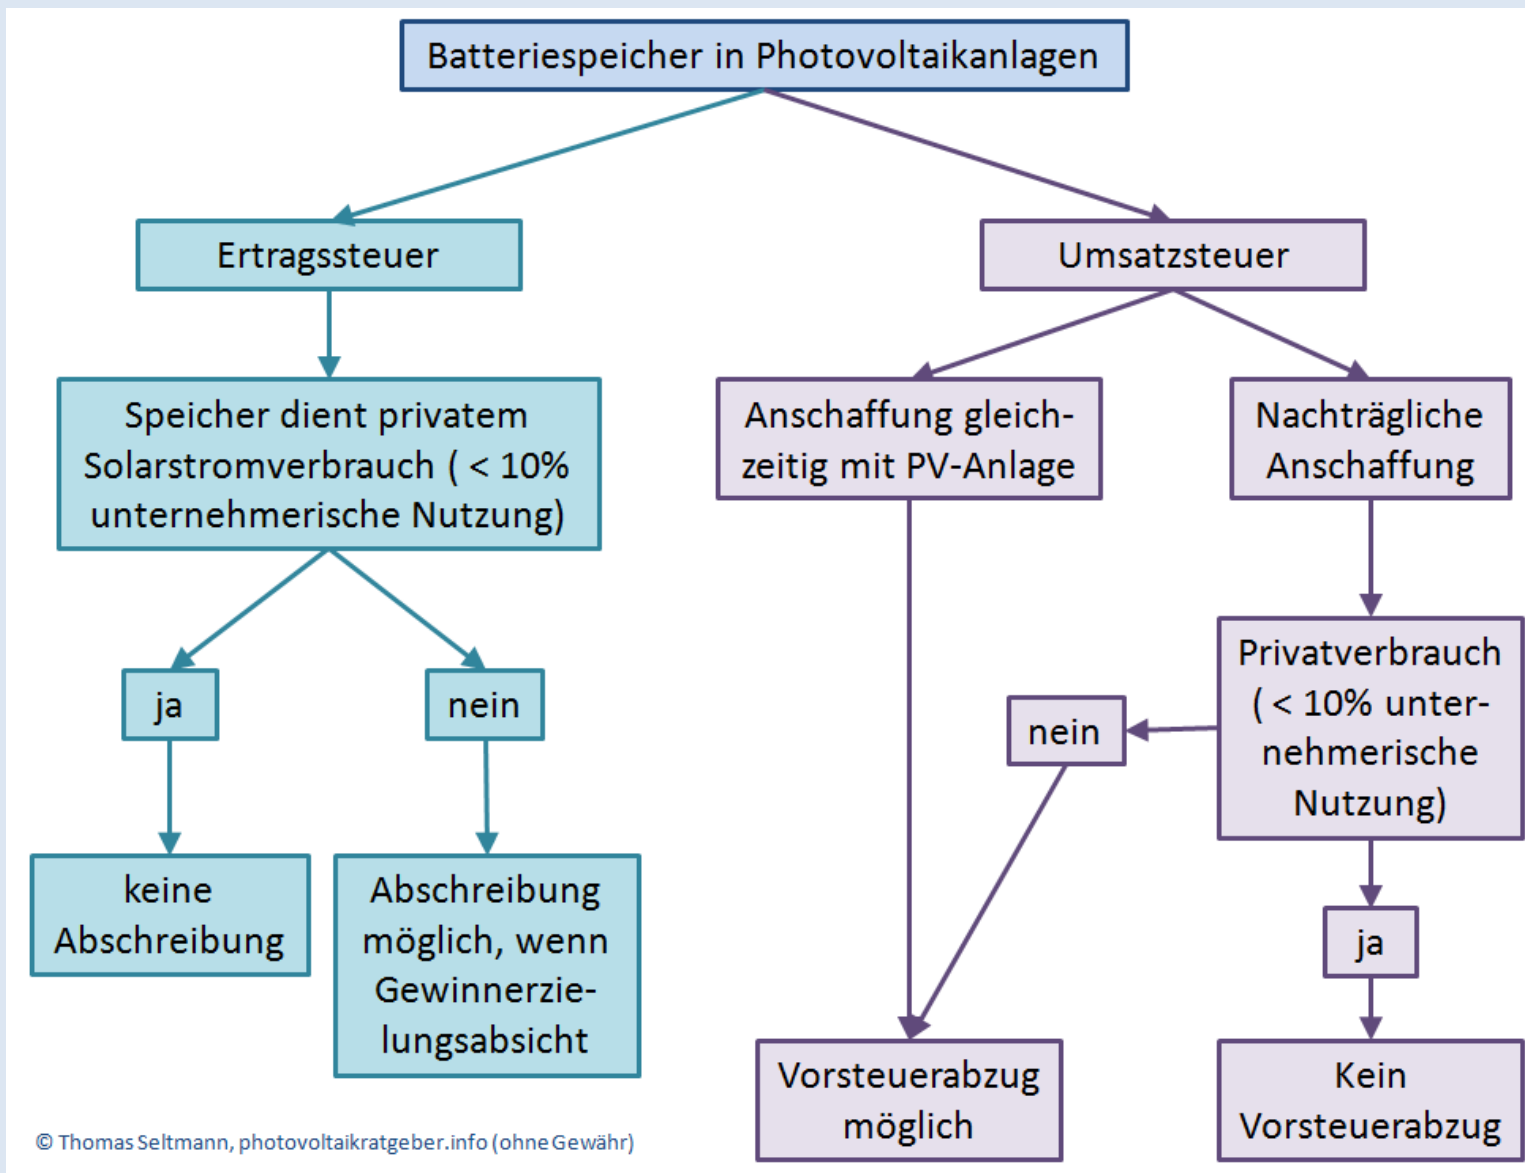 Batteriespeicher in Photovoltaikanlagen
Ertragssteuer
Umsatzsteuer
Speicher dient privatem
Solarstromverbrauch ( < 10%
unternehmerische Nutzung)
Anschaffung gleich-
zeitig mit PV-Anlage
Nachträgliche
Anschaffung
Privatverbrauch
( < 10% unter-
nehmerische
Nutzung)
ja
nein
nein
keine
Abschreibung
Abschreibung
möglich, wenn
Gewinnerzie-
lungsabsicht
ja
Vorsteuerabzug
möglich
Kein
Vorsteuerabzug
© Thomas Seltmann, photovoltaikratgeber.info (ohne Gewähr)